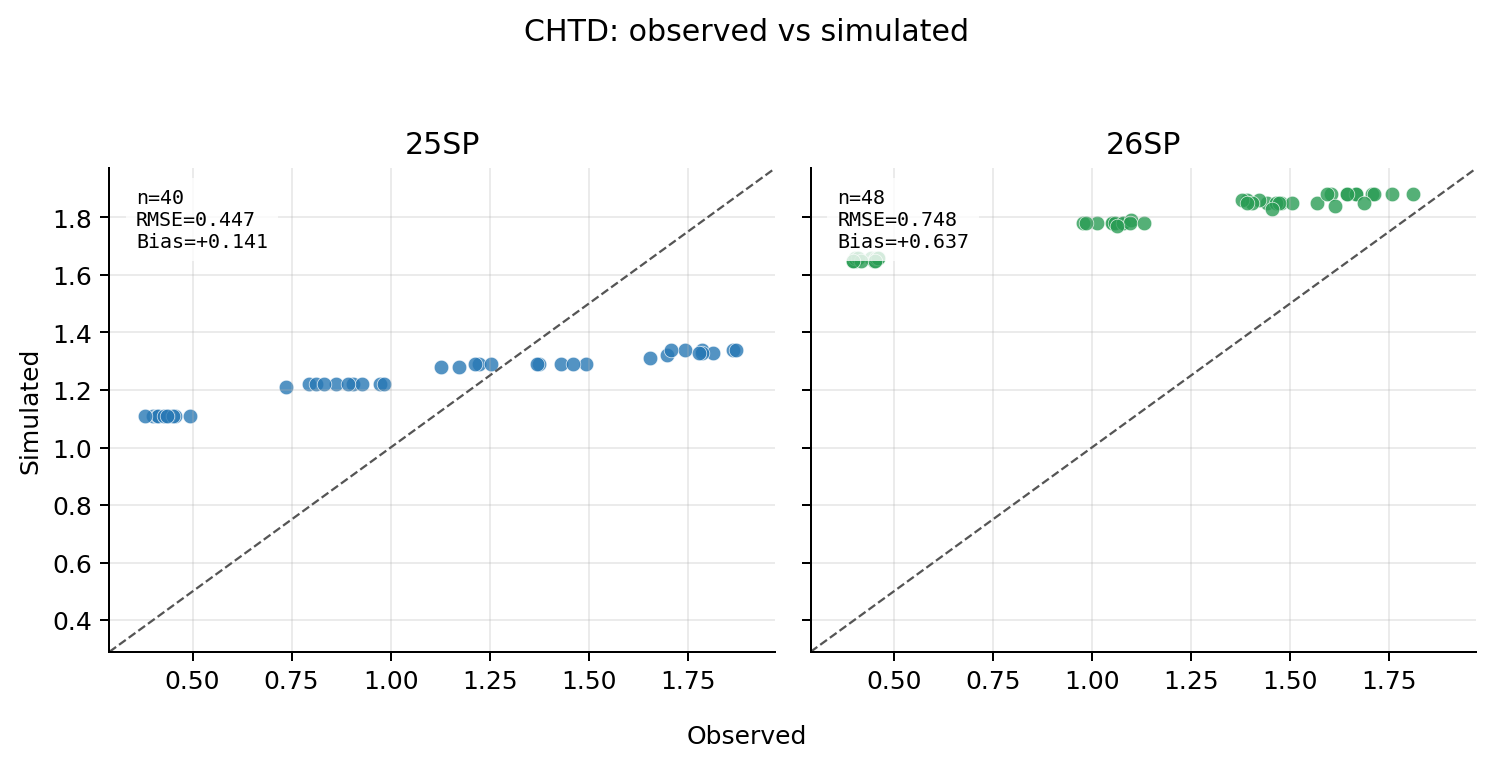 CHTD: observed vs simulated
25SP
26SP
n=40
RMSE=0.447
Bias=+0.141
n=48
RMSE=0.748
Bias=+0.637
1.8
1.6
1.4
1.2
1.0
0.8
0.6
0.4
Simulated
0.50 0.75 1.00 1.25 1.50 1.75
0.50 0.75 1.00 1.25 1.50 1.75
Observed